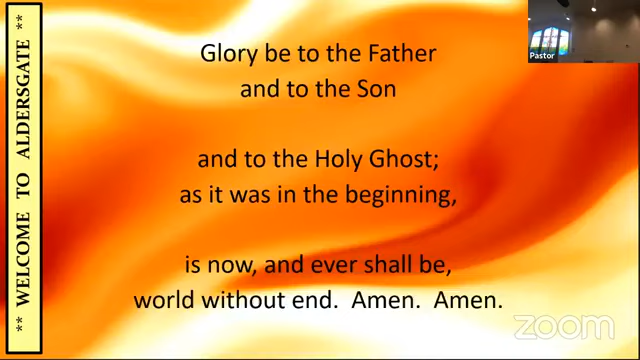 ** WELCOME TO ALDERSGATE **
Glory be to the Father
and to the Son
and to the Holy Ghost;
as it was in the beginning,
is now, and ever shall be,
world without end. Amen. Amen.
Pastor
zoom